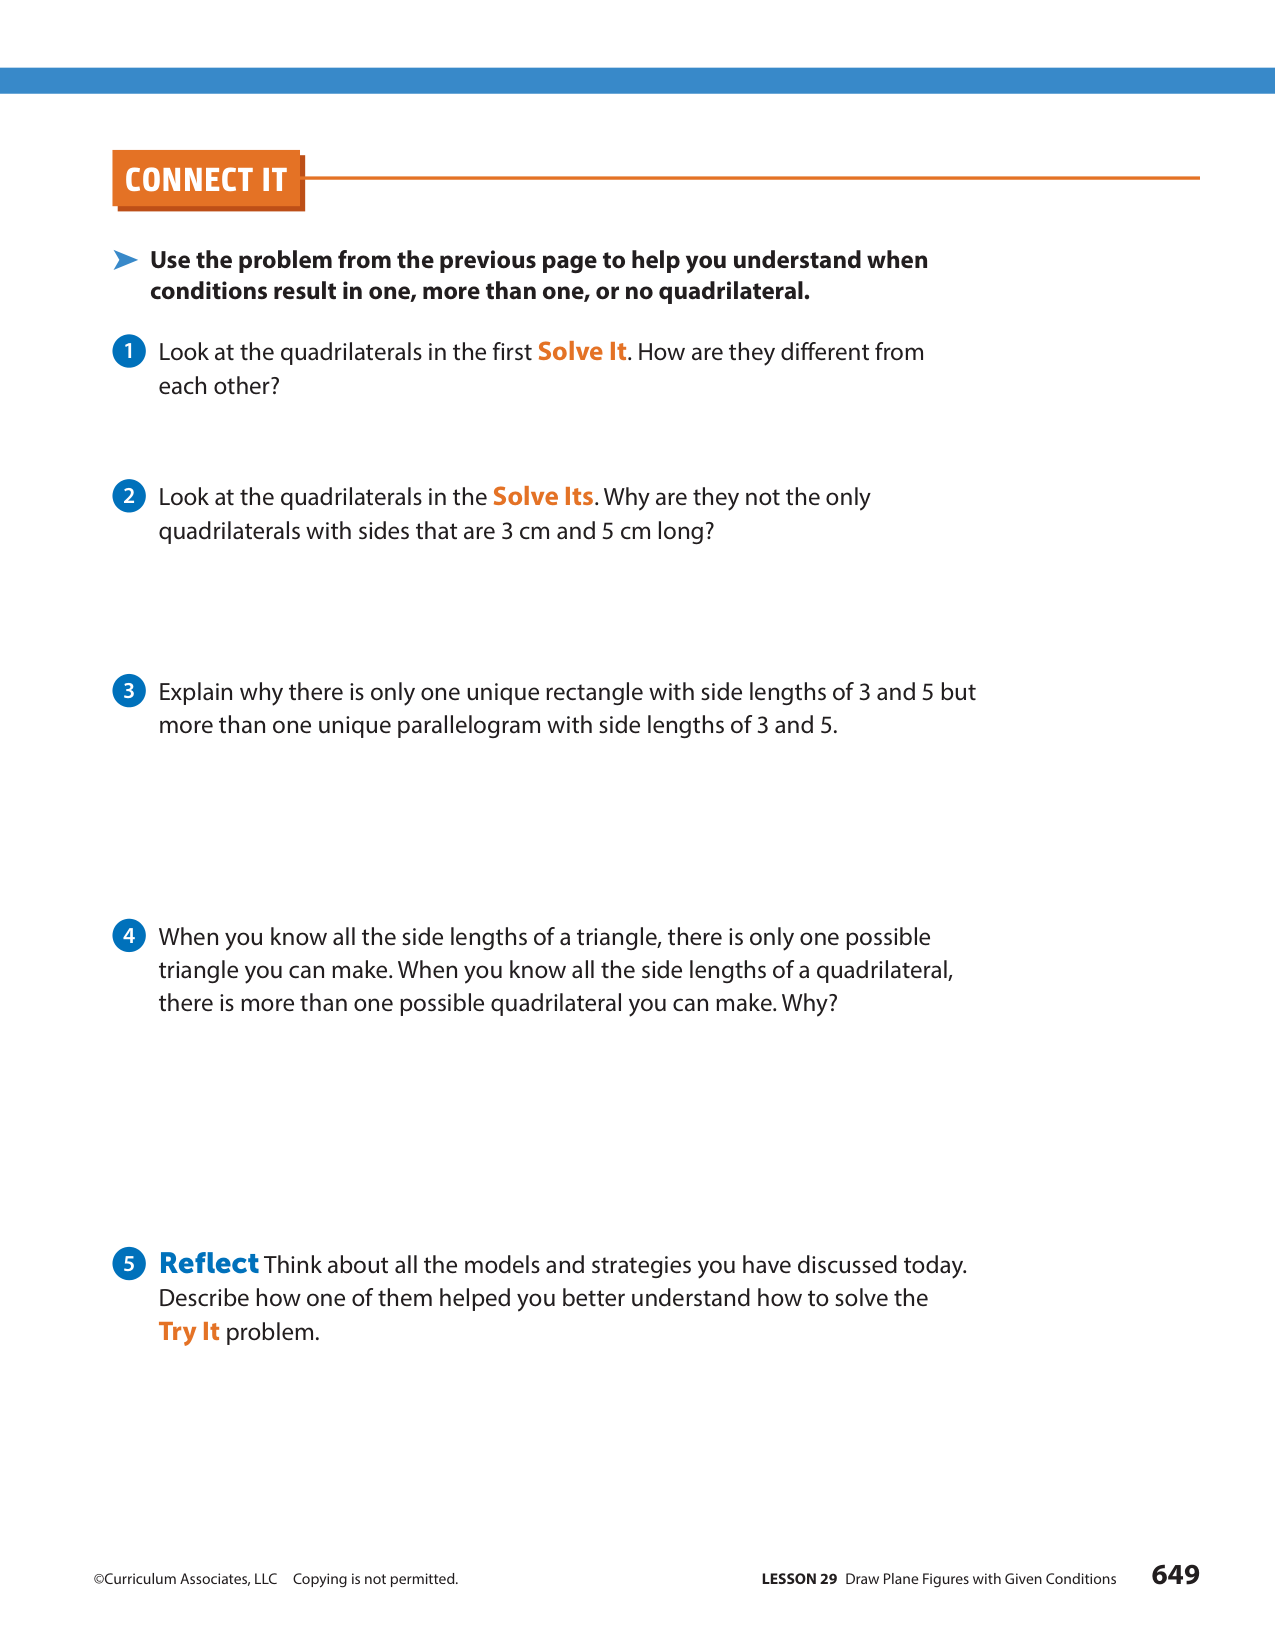 CONNECT IT
Use the problem from the previous page to help you understand when
conditions result in one, more than one, or no quadrilateral.
1 Look at the quadrilaterals in the first Solve It. How are they different from
each other?
2 Look at the quadrilaterals in the Solve Its. Why are they not the only
quadrilaterals with sides that are 3 cm and 5 cm long?
3 Explain why there is only one unique rectangle with side lengths of 3 and 5 but
more than one unique parallelogram with side lengths of 3 and 5.
4 When you know all the side lengths of a triangle, there is only one possible
triangle you can make. When you know all the side lengths of a quadrilateral,
there is more than one possible quadrilateral you can make. Why?
5 Reflect Think about all the models and strategies you have discussed today.
Describe how one of them helped you better understand how to solve the
Try It problem.
©Curriculum Associates, LLC Copying is not permitted. LESSON 29 Draw Plane Figures with Given Conditions 649